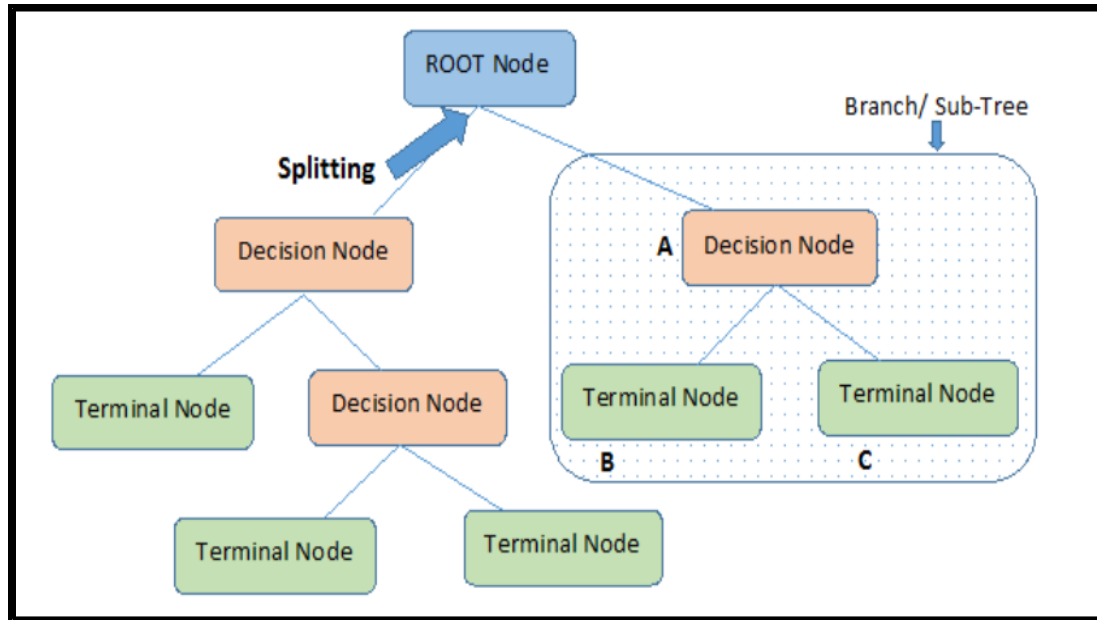 ROOT Node
Branch/ Sub-Tree
Splitting
Decision Node
A
Decision Node
Terminal Node
Decision Node
Terminal Node
Terminal Node
B
C
Terminal Node
Terminal Node